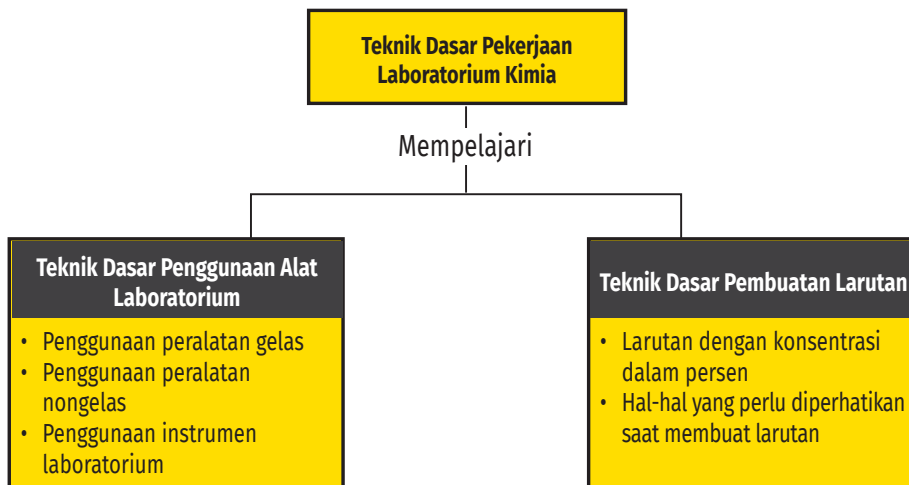 Teknik Dasar Pekerjaan
Laboratorium Kimia
Mempelajari
Teknik Dasar Penggunaan Alat
Laboratorium
• Penggunaan peralatan gelas
• Penggunaan peralatan
nongelas
• Penggunaan instrumen
laboratorium
Teknik Dasar Pembuatan Larutan
• Larutan dengan konsentrasi
dalam persen
• Hal-hal yang perlu diperhatikan
saat membuat larutan